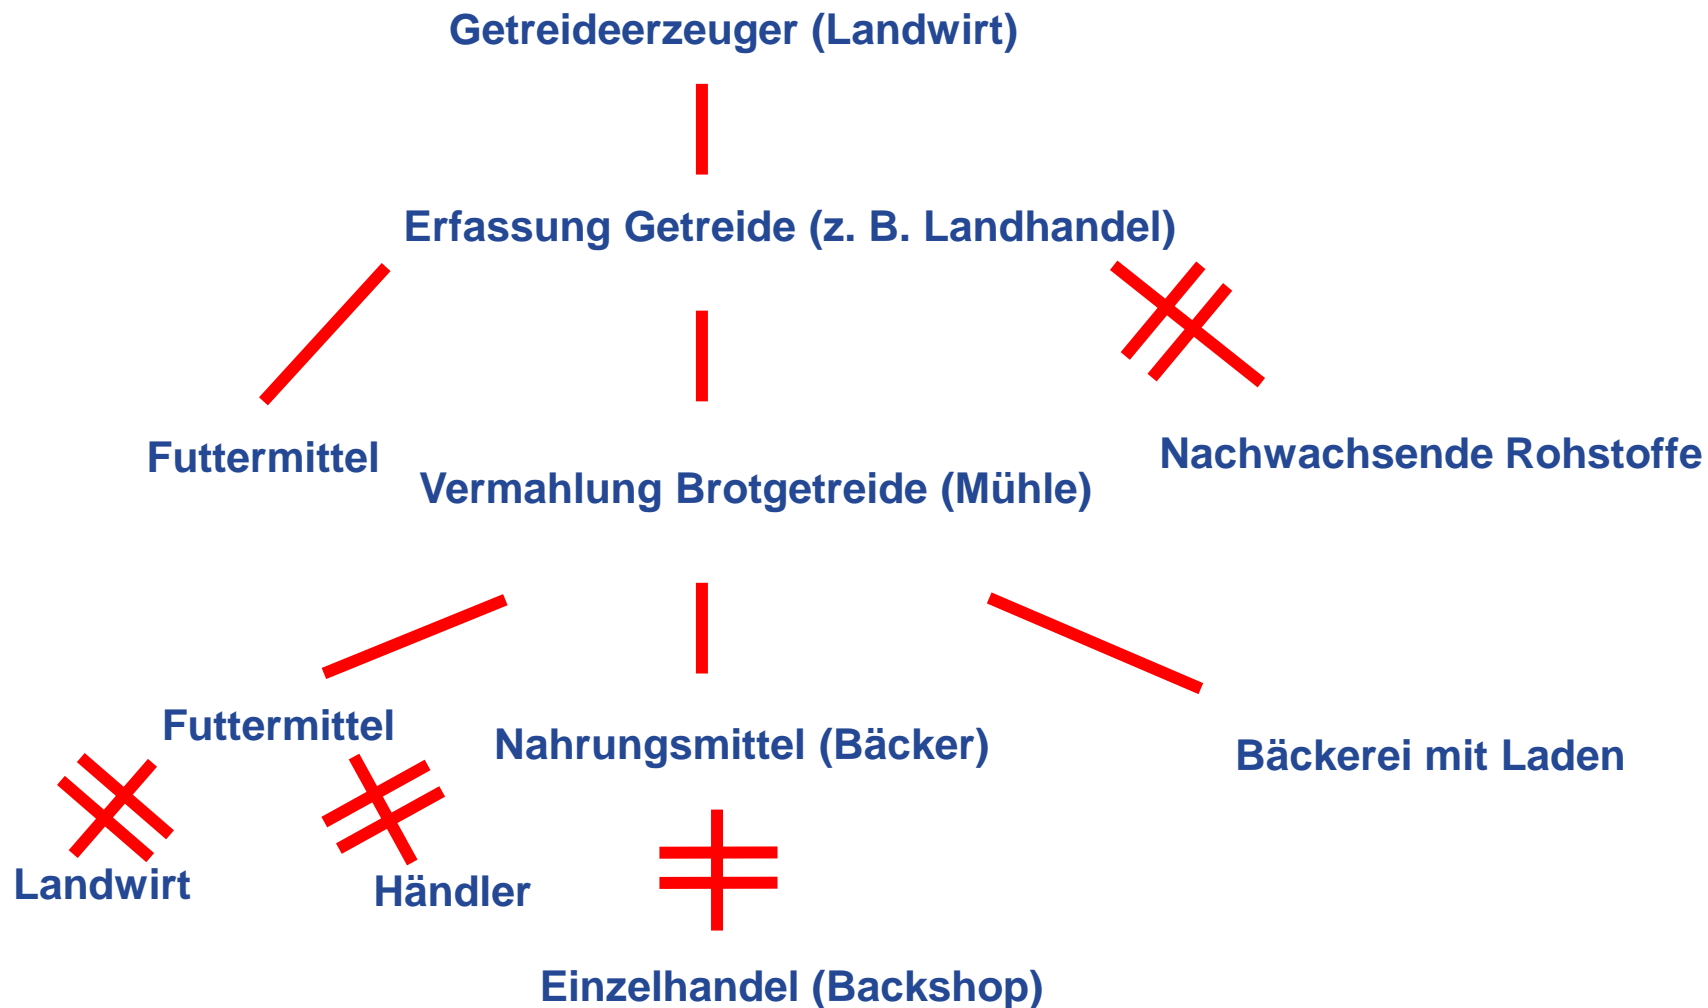 Getreideerzeuger (Landwirt)
Erfassung Getreide (z. B. Landhandel)
Futtermittel
Nachwachsende Rohstoffe
Vermahlung Brotgetreide (Mühle)
Futtermittel
Nahrungsmittel (Bäcker)
Bäckerei mit Laden
Landwirt
Händler
Einzelhandel (Backshop)